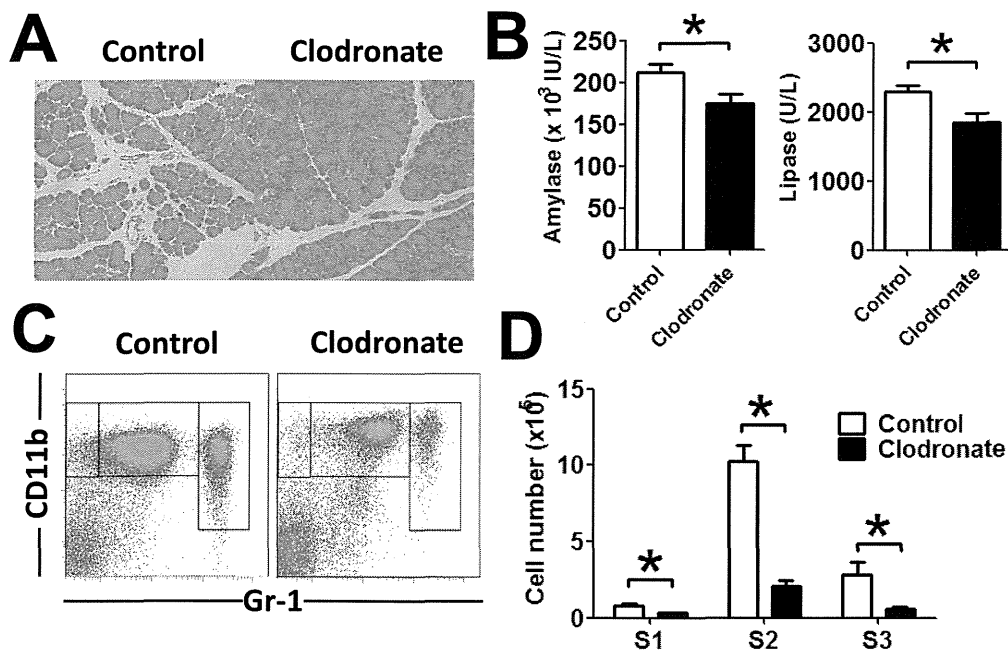 A
Control
Clodronate
B
Amylase (x 10³ IU/L)
250
200
150
100
50
0
Control
Clodronate
*
Lipase (U/L)
3000
2000
1000
0
Control
Clodronate
*
C
Control
Clodronate
CD11b
Gr-1
D
Cell number (x10⁵)
15
10
5
0
*
*
*
S1
S2
S3
Control
Clodronate